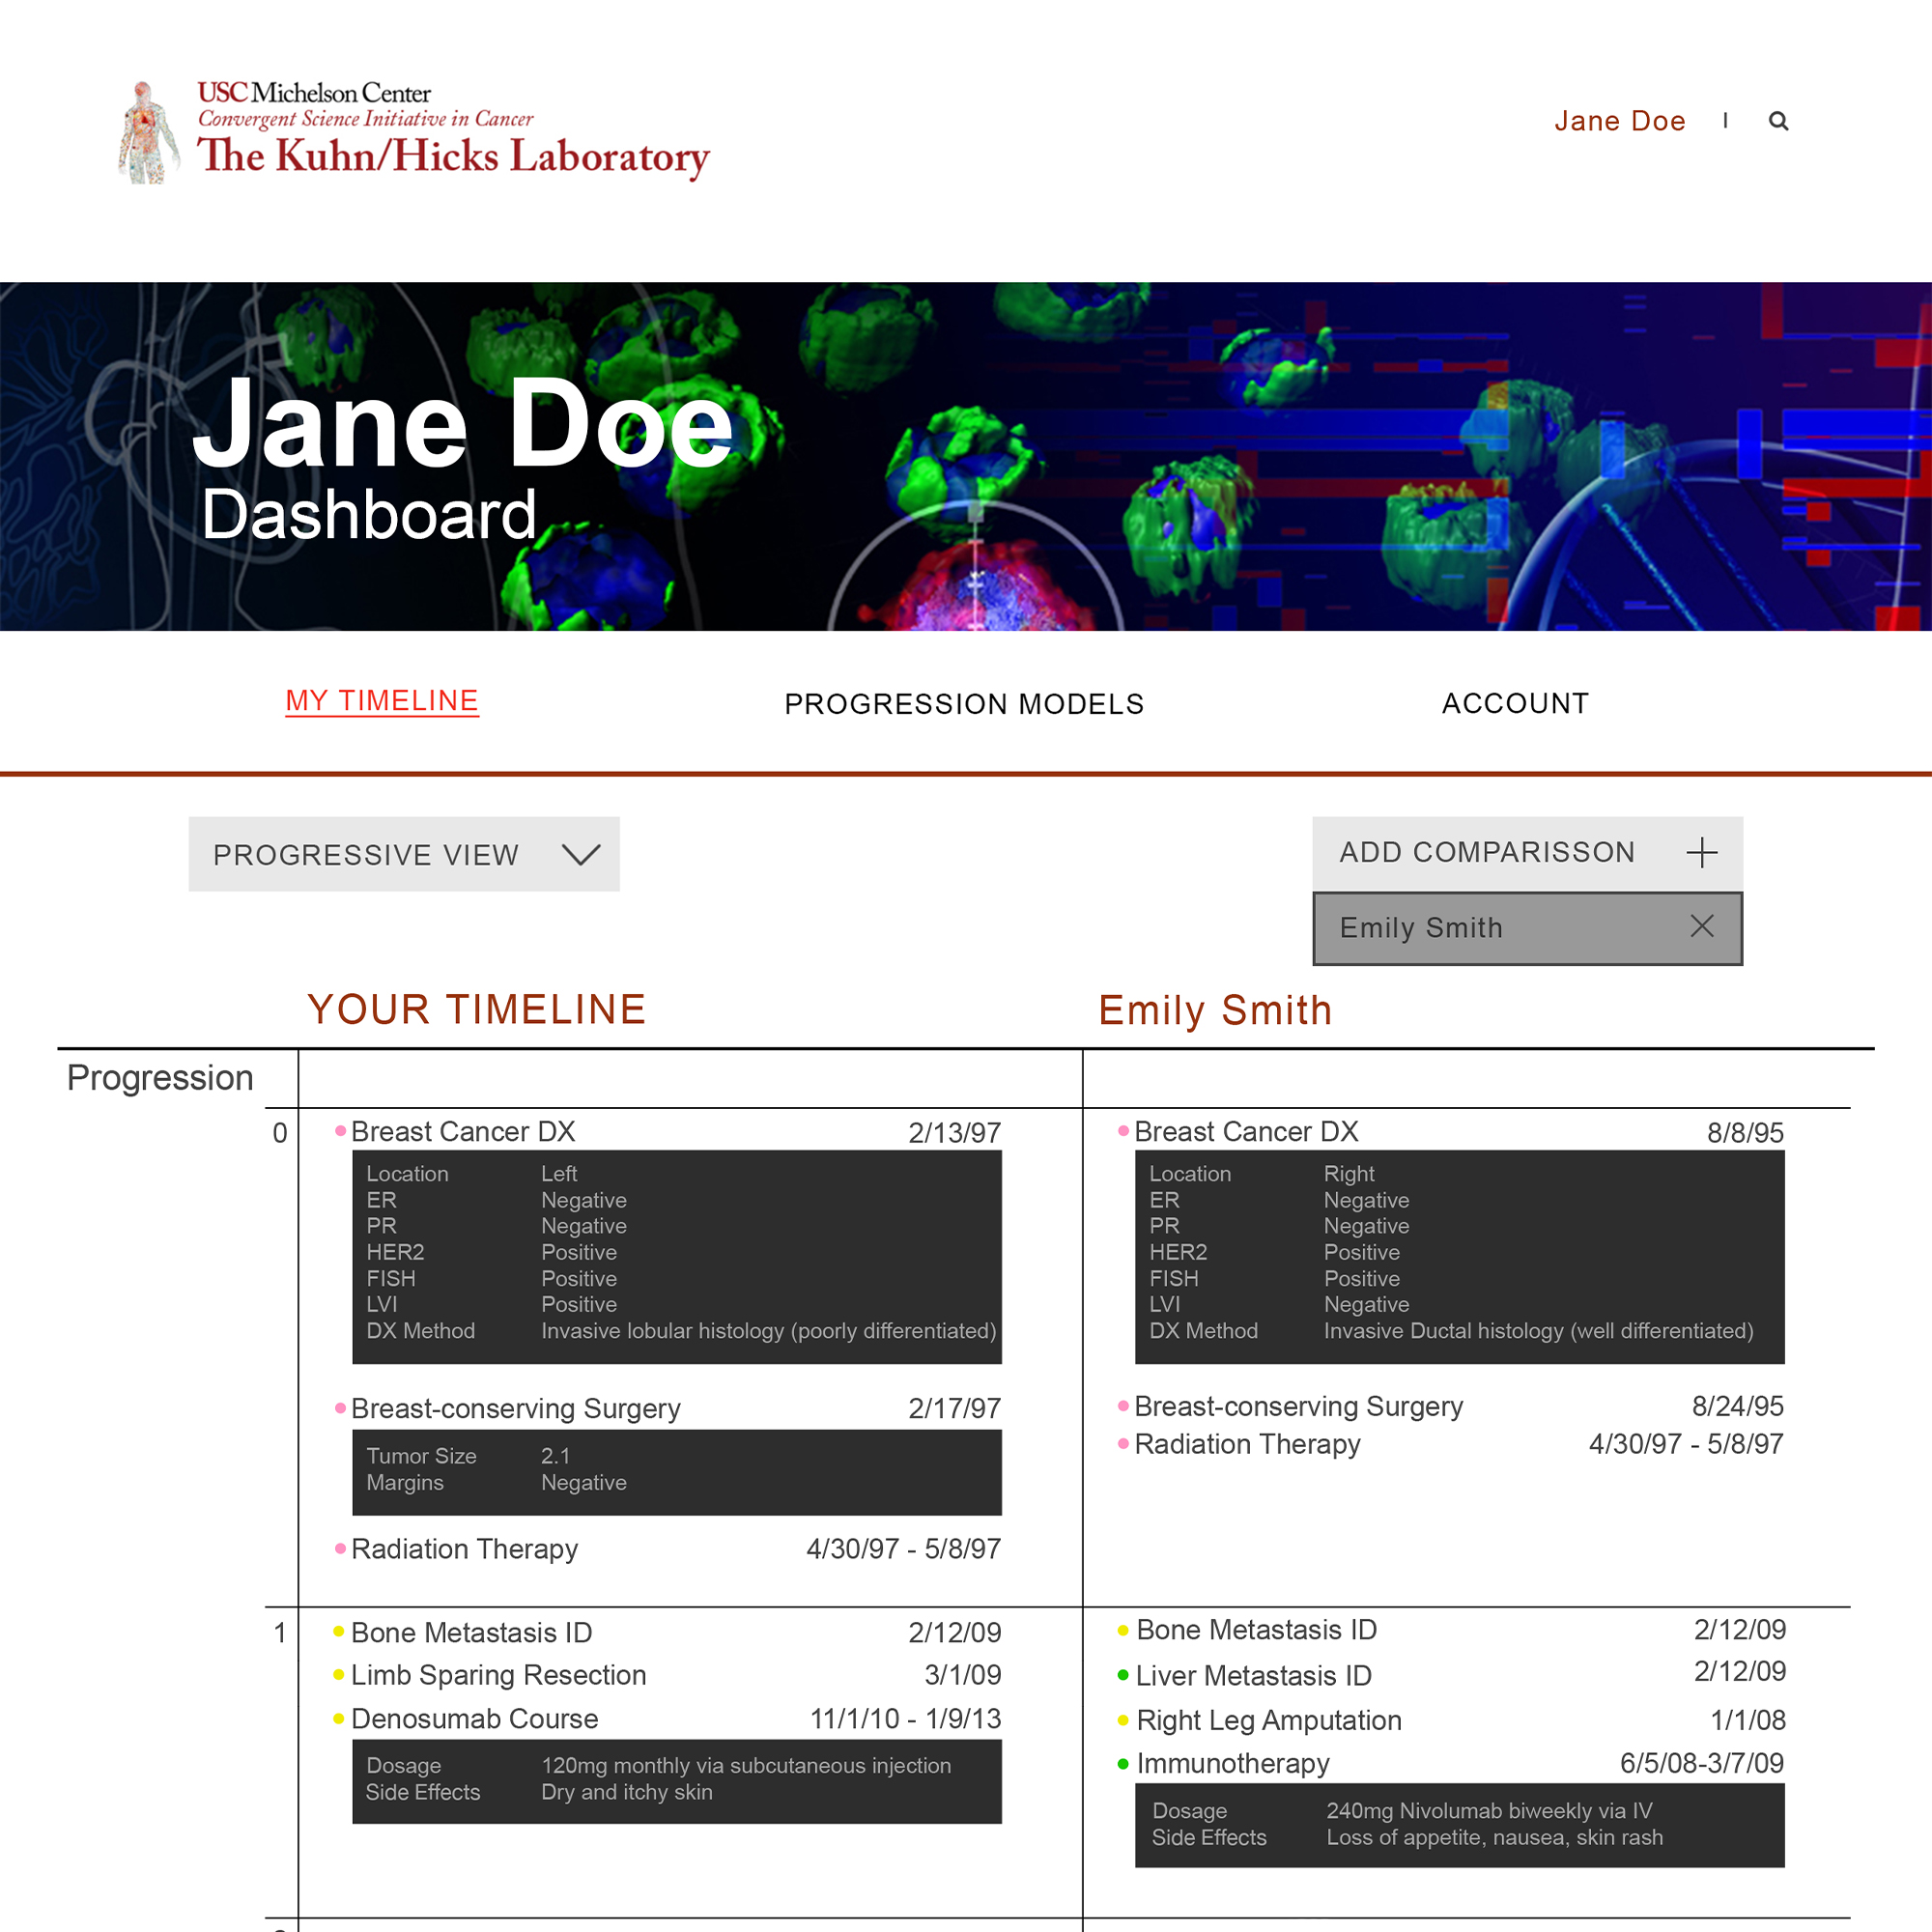 USC Michelson Center
Convergent Science Initiative in Cancer
The Kuhn/Hicks Laboratory
Jane Doe
Jane Doe
Dashboard
MY TIMELINE
PROGRESSION MODELS
ACCOUNT
PROGRESSIVE VIEW
ADD COMPARISSON
Emily Smith
YOUR TIMELINE
Emily Smith
Progression
0
Breast Cancer DX 2/13/97
Location Left
ER Negative
PR Negative
HER2 Positive
FISH Positive
LVI Positive
DX Method Invasive lobular histology (poorly differentiated)
Breast-conserving Surgery 2/17/97
Tumor Size 2.1
Margins Negative
Radiation Therapy 4/30/97 - 5/8/97
Breast Cancer DX 8/8/95
Location Right
ER Negative
PR Negative
HER2 Positive
FISH Positive
LVI Negative
DX Method Invasive Ductal histology (well differentiated)
Breast-conserving Surgery 8/24/95
Radiation Therapy 4/30/97 - 5/8/97
1
Bone Metastasis ID 2/12/09
Limb Sparing Resection 3/1/09
Denosumab Course 11/1/10 - 1/9/13
Dosage 120mg monthly via subcutaneous injection
Side Effects Dry and itchy skin
Bone Metastasis ID 2/12/09
Liver Metastasis ID 2/12/09
Right Leg Amputation 1/1/08
Immunotherapy 6/5/08-3/7/09
Dosage 240mg Nivolumab biweekly via IV
Side Effects Loss of appetite, nausea, skin rash